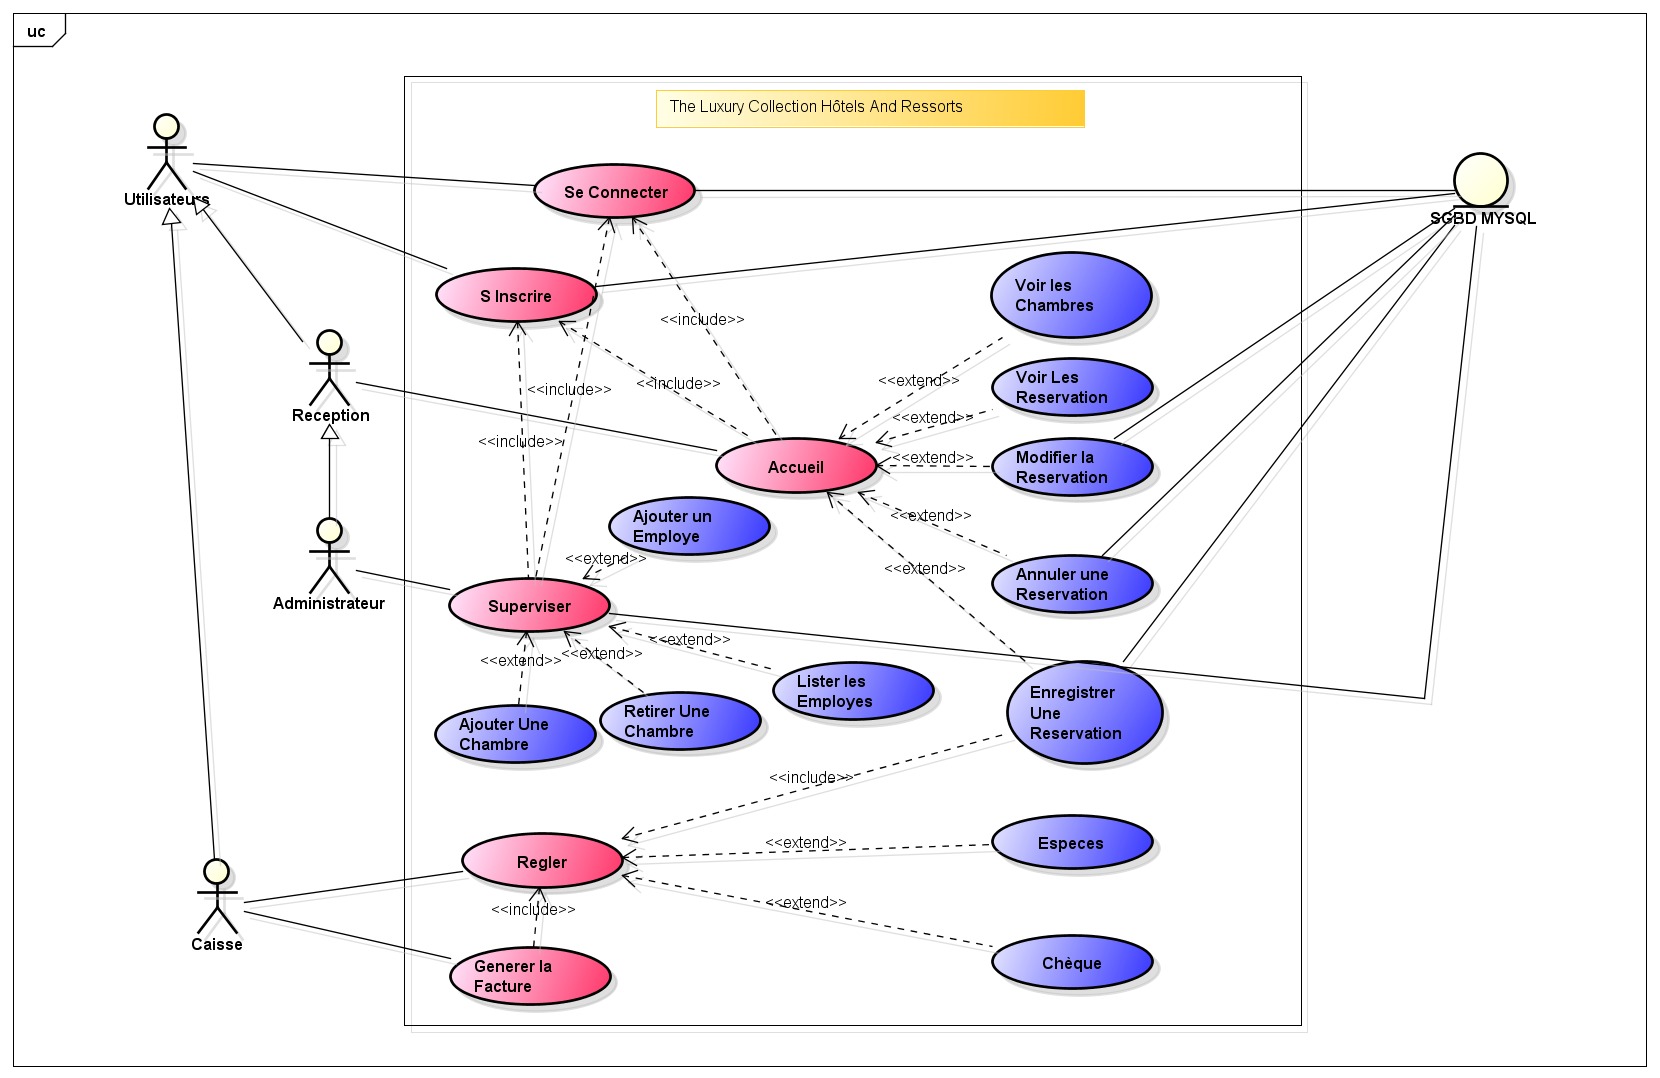 uc
The Luxury Collection Hôtels And Ressorts
Utilisateurs
Se Connecter
SGBD MYSQL
S Inscrire
Voir les
Chambres
<<include>>
<<include>>
<<include>>
<<include>>
Reception
<<extend>>
Voir Les
Reservation
<<extend>>
Accueil
<<extend>>
Modifier la
Reservation
Ajouter un
Employe
<<extend>>
<<extend>>
<<extend>>
Annuler une
Reservation
Administrateur
Superviser
<<extend>>
<<extend>>
<<extend>>
Lister les
Employes
Enregistrer
Une
Reservation
Ajouter Une
Chambre
Retirer Une
Chambre
<<include>>
Regler
<<extend>>
Especes
<<include>>
<<extend>>
Caisse
Generer la
Facture
Chèque